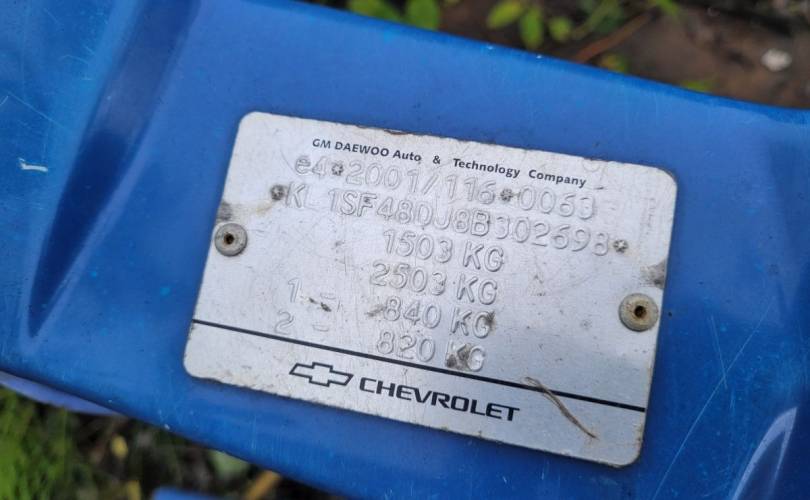 GM DAEWOO Auto & Technology Company
e4*2001/116*0063
*KL1SF48DJ8B302698*
1503 KG
2503 KG
1 - 840 KG
2 - 820 KG
CHEVROLET